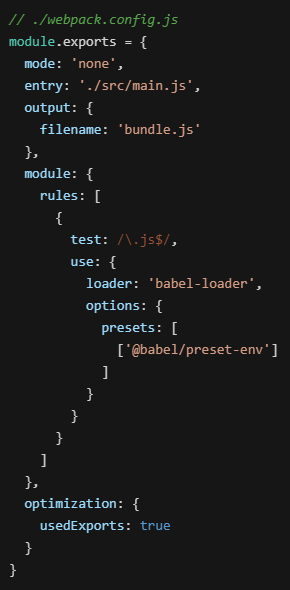 // ./webpack.config.js
module.exports = {
  mode: 'none',
  entry: './src/main.js',
  output: {
    filename: 'bundle.js'
  },
  module: {
    rules: [
      {
        test: /\.js$/,
        use: {
          loader: 'babel-loader',
          options: {
            presets: [
              ['@babel/preset-env']
            ]
          }
        }
      }
    ]
  },
  optimization: {
    usedExports: true
  }
}